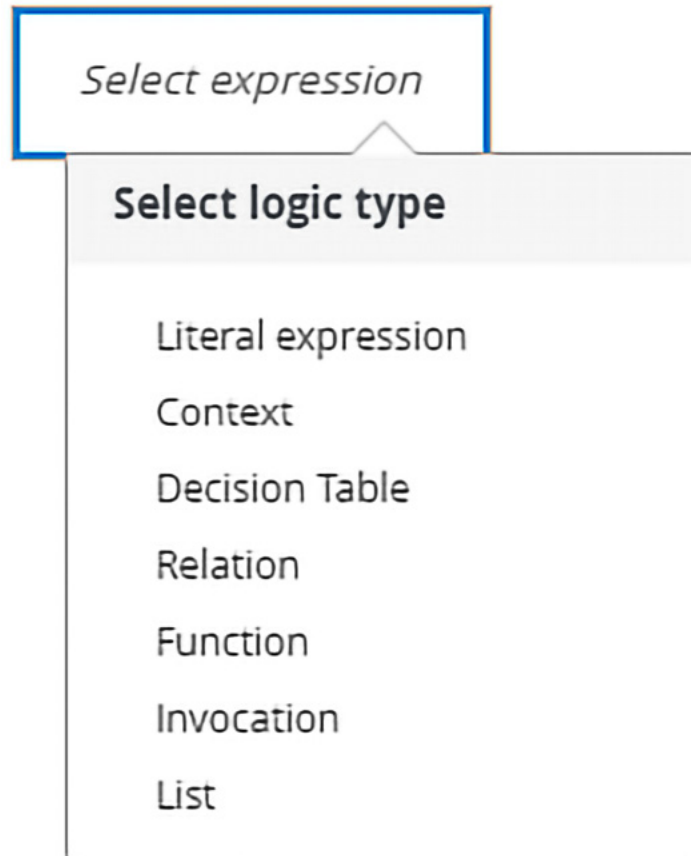 Select expression
Select logic type
Literal expression
Context
Decision Table
Relation
Function
Invocation
List